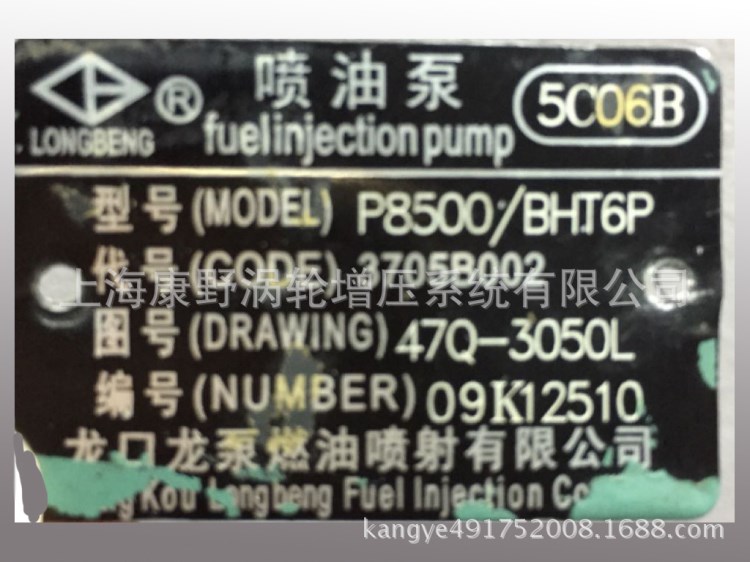 喷油泵
5C06B
LONGBENG ®
fuel injection pump
型号(MODEL) P8500/BHT6P
代号(CODE) 3705B002
上海康野涡轮增压系统有限公司
图号(DRAWING) 47Q-3050L
编号(NUMBER) 09K12510
龙口龙泵燃油喷射有限公司
Kou Longbeng Fuel Injection Co
kangye491752008.1688.com